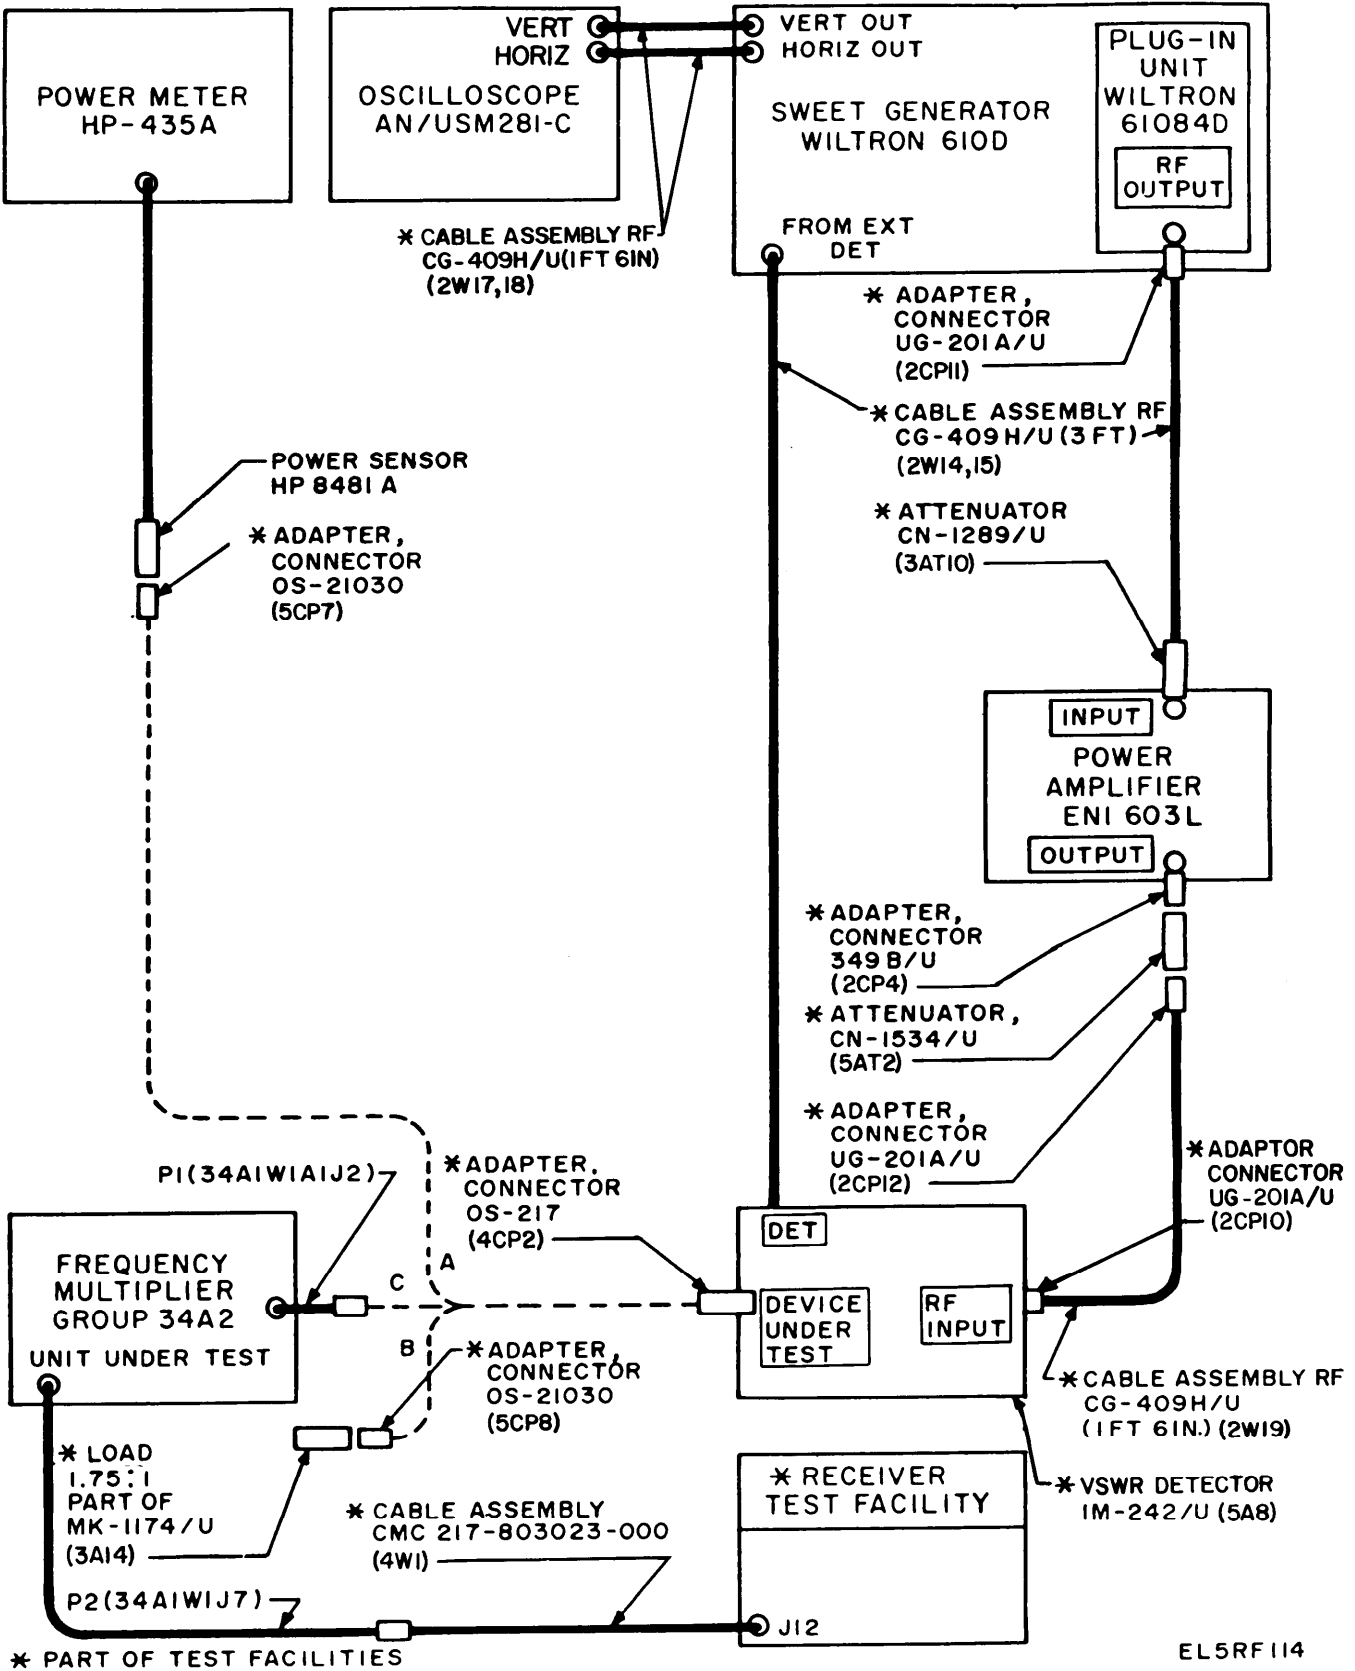 POWER METER
HP-435A
VERT
HORIZ
OSCILLOSCOPE
AN/USM281-C
VERT OUT
HORIZ OUT
SWEET GENERATOR
WILTRON 610D
PLUG-IN
UNIT
WILTRON
61084D
RF
OUTPUT
FROM EXT
DET
* CABLE ASSEMBLY RF
CG-409H/U(1FT 6IN)
(2W17,18)
* ADAPTER,
CONNECTOR
UG-201A/U
(2CP11)
* CABLE ASSEMBLY RF
CG-409H/U(3FT)
(2W14,15)
POWER SENSOR
HP 8481A
* ADAPTER,
CONNECTOR
OS-21030
(5CP7)
* ATTENUATOR
CN-1289/U
(3AT10)
INPUT
POWER
AMPLIFIER
ENI 603L
OUTPUT
* ADAPTER,
CONNECTOR
349B/U
(2CP4)
* ATTENUATOR,
CN-1534/U
(5AT2)
* ADAPTER,
CONNECTOR
UG-201A/U
(2CP12)
* ADAPTOR
CONNECTOR
UG-201A/U
(2CP10)
P1(34A1W1A1J2)
* ADAPTER.
CONNECTOR
OS-217
(4CP2)
FREQUENCY
MULTIPLIER
GROUP 34A2
UNIT UNDER TEST
A
C
B
DET
DEVICE
UNDER
TEST
RF
INPUT
* ADAPTER,
CONNECTOR
OS-21030
(5CP8)
* CABLE ASSEMBLY RF
CG-409H/U
(1FT 6IN.) (2W19)
* LOAD
1.75:1
PART OF
MK-1174/U
(3A14)
* CABLE ASSEMBLY
CMC 217-803023-000
(4W1)
* RECEIVER
TEST FACILITY
* VSWR DETECTOR
1M-242/U (5A8)
P2(34A1W1J7)
J12
* PART OF TEST FACILITIES
EL5RF114